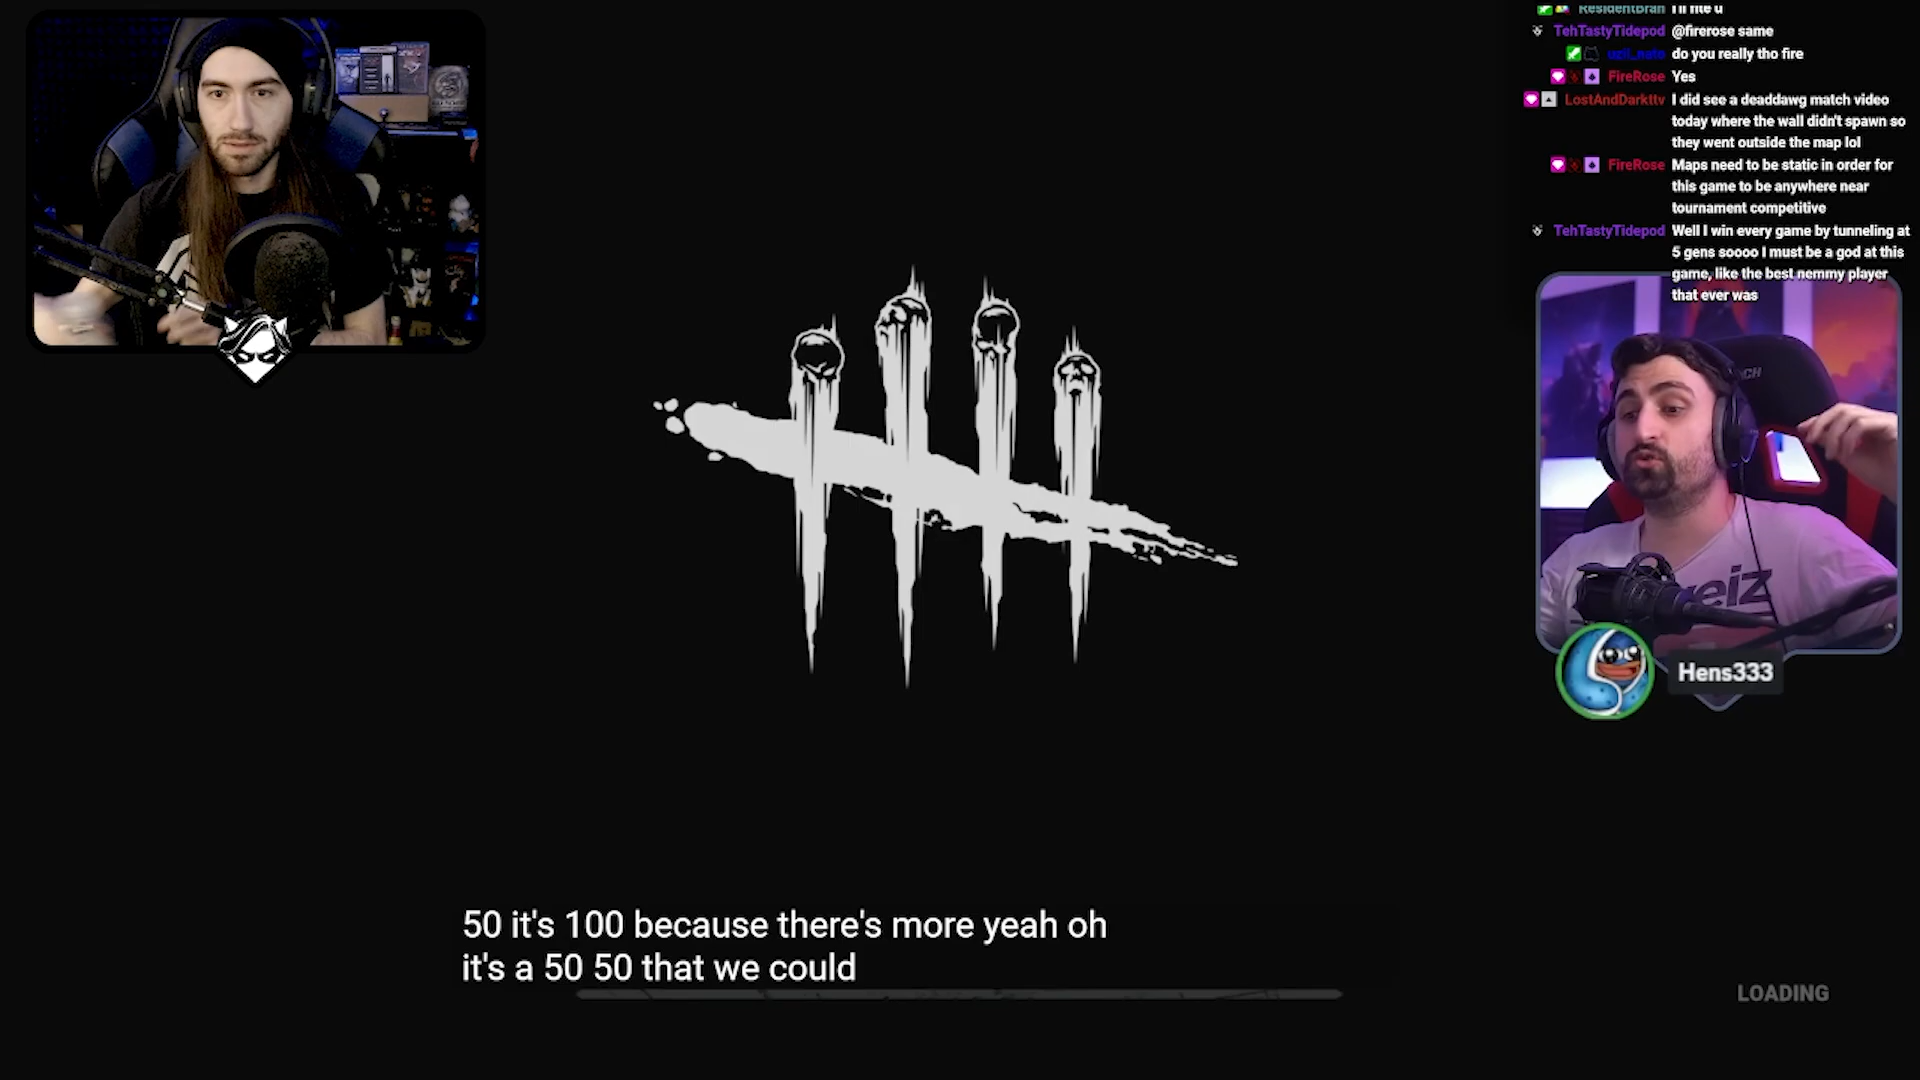 ResidentBran I'll fite u
TehTastyTidepod @firerose same
do you really tho fire
FireRose Yes
LostAndDarkttv I did see a deaddawg match video
today where the wall didn't spawn so
they went outside the map lol
FireRose Maps need to be static in order for
this game to be anywhere near
tournament competitive
TehTastyTidepod Well I win every game by tunneling at
5 gens soooo I must be a god at this
game, like the best nemmy player
that ever was
Hens333
50 it's 100 because there's more yeah oh
it's a 50 50 that we could
LOADING